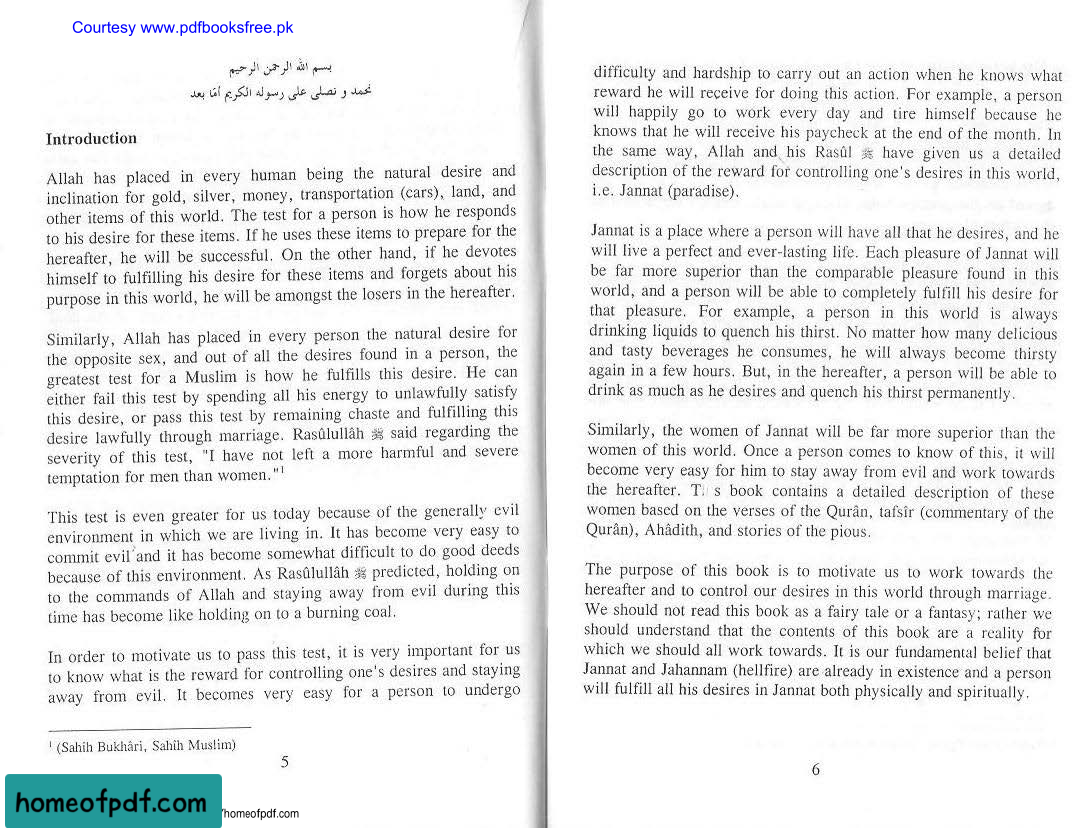 Courtesy www.pdfbooksfree.pk
بسم الله الرحمن الرحيم
نحمد و نصلى على رسوله الكريم أمّا بعد
Introduction
Allah has placed in every human being the natural desire and
inclination for gold, silver, money, transportation (cars), land, and
other items of this world. The test for a person is how he responds
to his desire for these items. If he uses these items to prepare for the
hereafter, he will be successful. On the other hand, if he devotes
himself to fulfilling his desire for these items and forgets about his
purpose in this world, he will be amongst the losers in the hereafter.
Similarly, Allah has placed in every person the natural desire for
the opposite sex, and out of all the desires found in a person, the
greatest test for a Muslim is how he fulfills this desire. He can
either fail this test by spending all his energy to unlawfully satisfy
this desire, or pass this test by remaining chaste and fulfilling this
desire lawfully through marriage. Rasûlullâh ﷺ said regarding the
severity of this test, "I have not left a more harmful and severe
temptation for men than women."¹
This test is even greater for us today because of the generally evil
environment in which we are living in. It has become very easy to
commit evil and it has become somewhat difficult to do good deeds
because of this environment. As Rasûlullâh ﷺ predicted, holding on
to the commands of Allah and staying away from evil during this
time has become like holding on to a burning coal.
In order to motivate us to pass this test, it is very important for us
to know what is the reward for controlling one's desires and staying
away from evil. It becomes very easy for a person to undergo
¹ (Sahîh Bukhâri, Sahîh Muslim)
5
homeofpdf.com
/homeofpdf.com
difficulty and hardship to carry out an action when he knows what
reward he will receive for doing this action. For example, a person
will happily go to work every day and tire himself because he
knows that he will receive his paycheck at the end of the month. In
the same way, Allah and his Rasûl ﷺ have given us a detailed
description of the reward for controlling one's desires in this world,
i.e. Jannat (paradise).
Jannat is a place where a person will have all that he desires, and he
will live a perfect and ever-lasting life. Each pleasure of Jannat will
be far more superior than the comparable pleasure found in this
world, and a person will be able to completely fulfill his desire for
that pleasure. For example, a person in this world is always
drinking liquids to quench his thirst. No matter how many delicious
and tasty beverages he consumes, he will always become thirsty
again in a few hours. But, in the hereafter, a person will be able to
drink as much as he desires and quench his thirst permanently.
Similarly, the women of Jannat will be far more superior than the
women of this world. Once a person comes to know of this, it will
become very easy for him to stay away from evil and work towards
the hereafter. T s book contains a detailed description of these
women based on the verses of the Qurân, tafsîr (commentary of the
Qurân), Ahâdith, and stories of the pious.
The purpose of this book is to motivate us to work towards the
hereafter and to control our desires in this world through marriage.
We should not read this book as a fairy tale or a fantasy; rather we
should understand that the contents of this book are a reality for
which we should all work towards. It is our fundamental belief that
Jannat and Jahannam (hellfire) are already in existence and a person
will fulfill all his desires in Jannat both physically and spiritually.
6